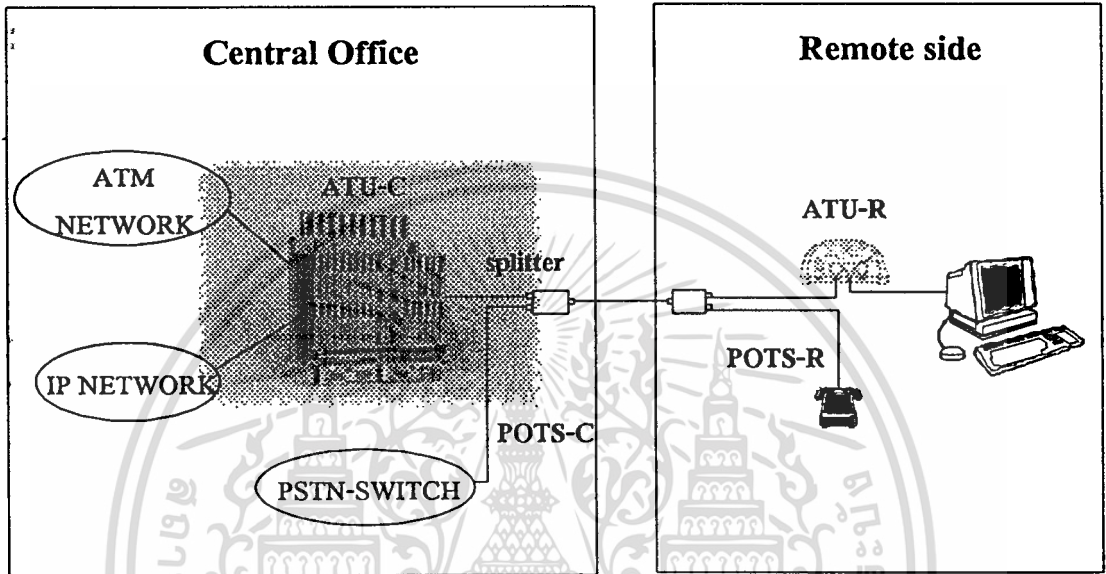 Central Office
Remote side
ATM
NETWORK
ATU-C
ATU-R
splitter
IP NETWORK
POTS-R
POTS-C
PSTN-SWITCH